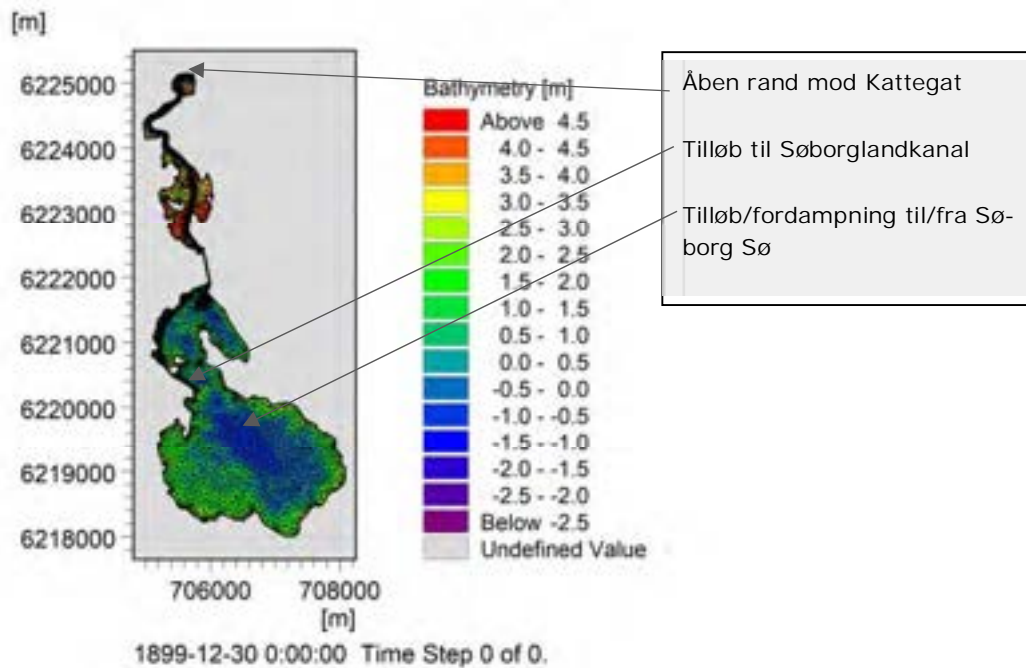 [m]
6225000
6224000
6223000
6222000
6221000
6220000
6219000
6218000
706000 708000
[m]
1899-12-30 0:00:00 Time Step 0 of 0.
Bathymetry [m]
Above 4.5
4.0 - 4.5
3.5 - 4.0
3.0 - 3.5
2.5 - 3.0
2.0 - 2.5
1.5 - 2.0
1.0 - 1.5
0.5 - 1.0
0.0 - 0.5
-0.5 - 0.0
-1.0 - -0.5
-1.5 - -1.0
-2.0 - -1.5
-2.5 - -2.0
Below -2.5
Undefined Value
Åben rand mod Kattegat
Tilløb til Søborglandkanal
Tilløb/fordampning til/fra Sø-
borg Sø